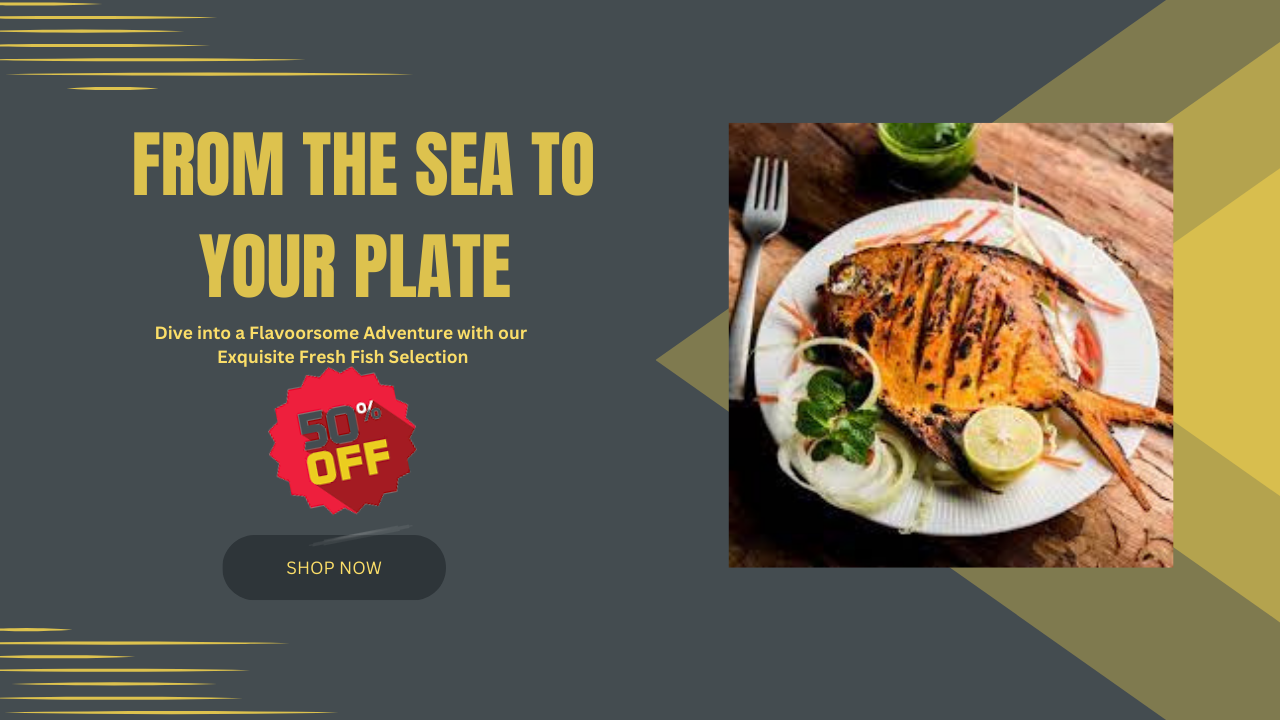 FROM THE SEA TO
YOUR PLATE
Dive into a Flavoorsome Adventure with our
Exquisite Fresh Fish Selection
50%
OFF
SHOP NOW